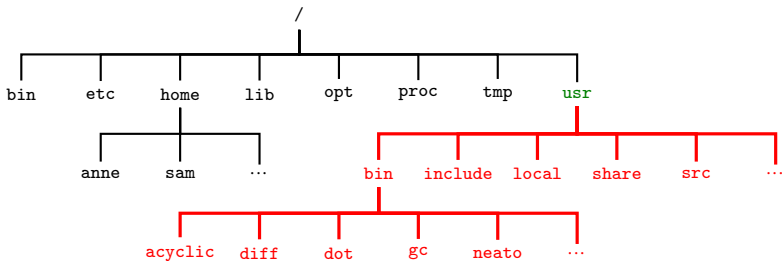 /
bin etc home lib opt proc tmp usr
anne sam ... bin include local share src ...
acyclic diff dot gc neato ...